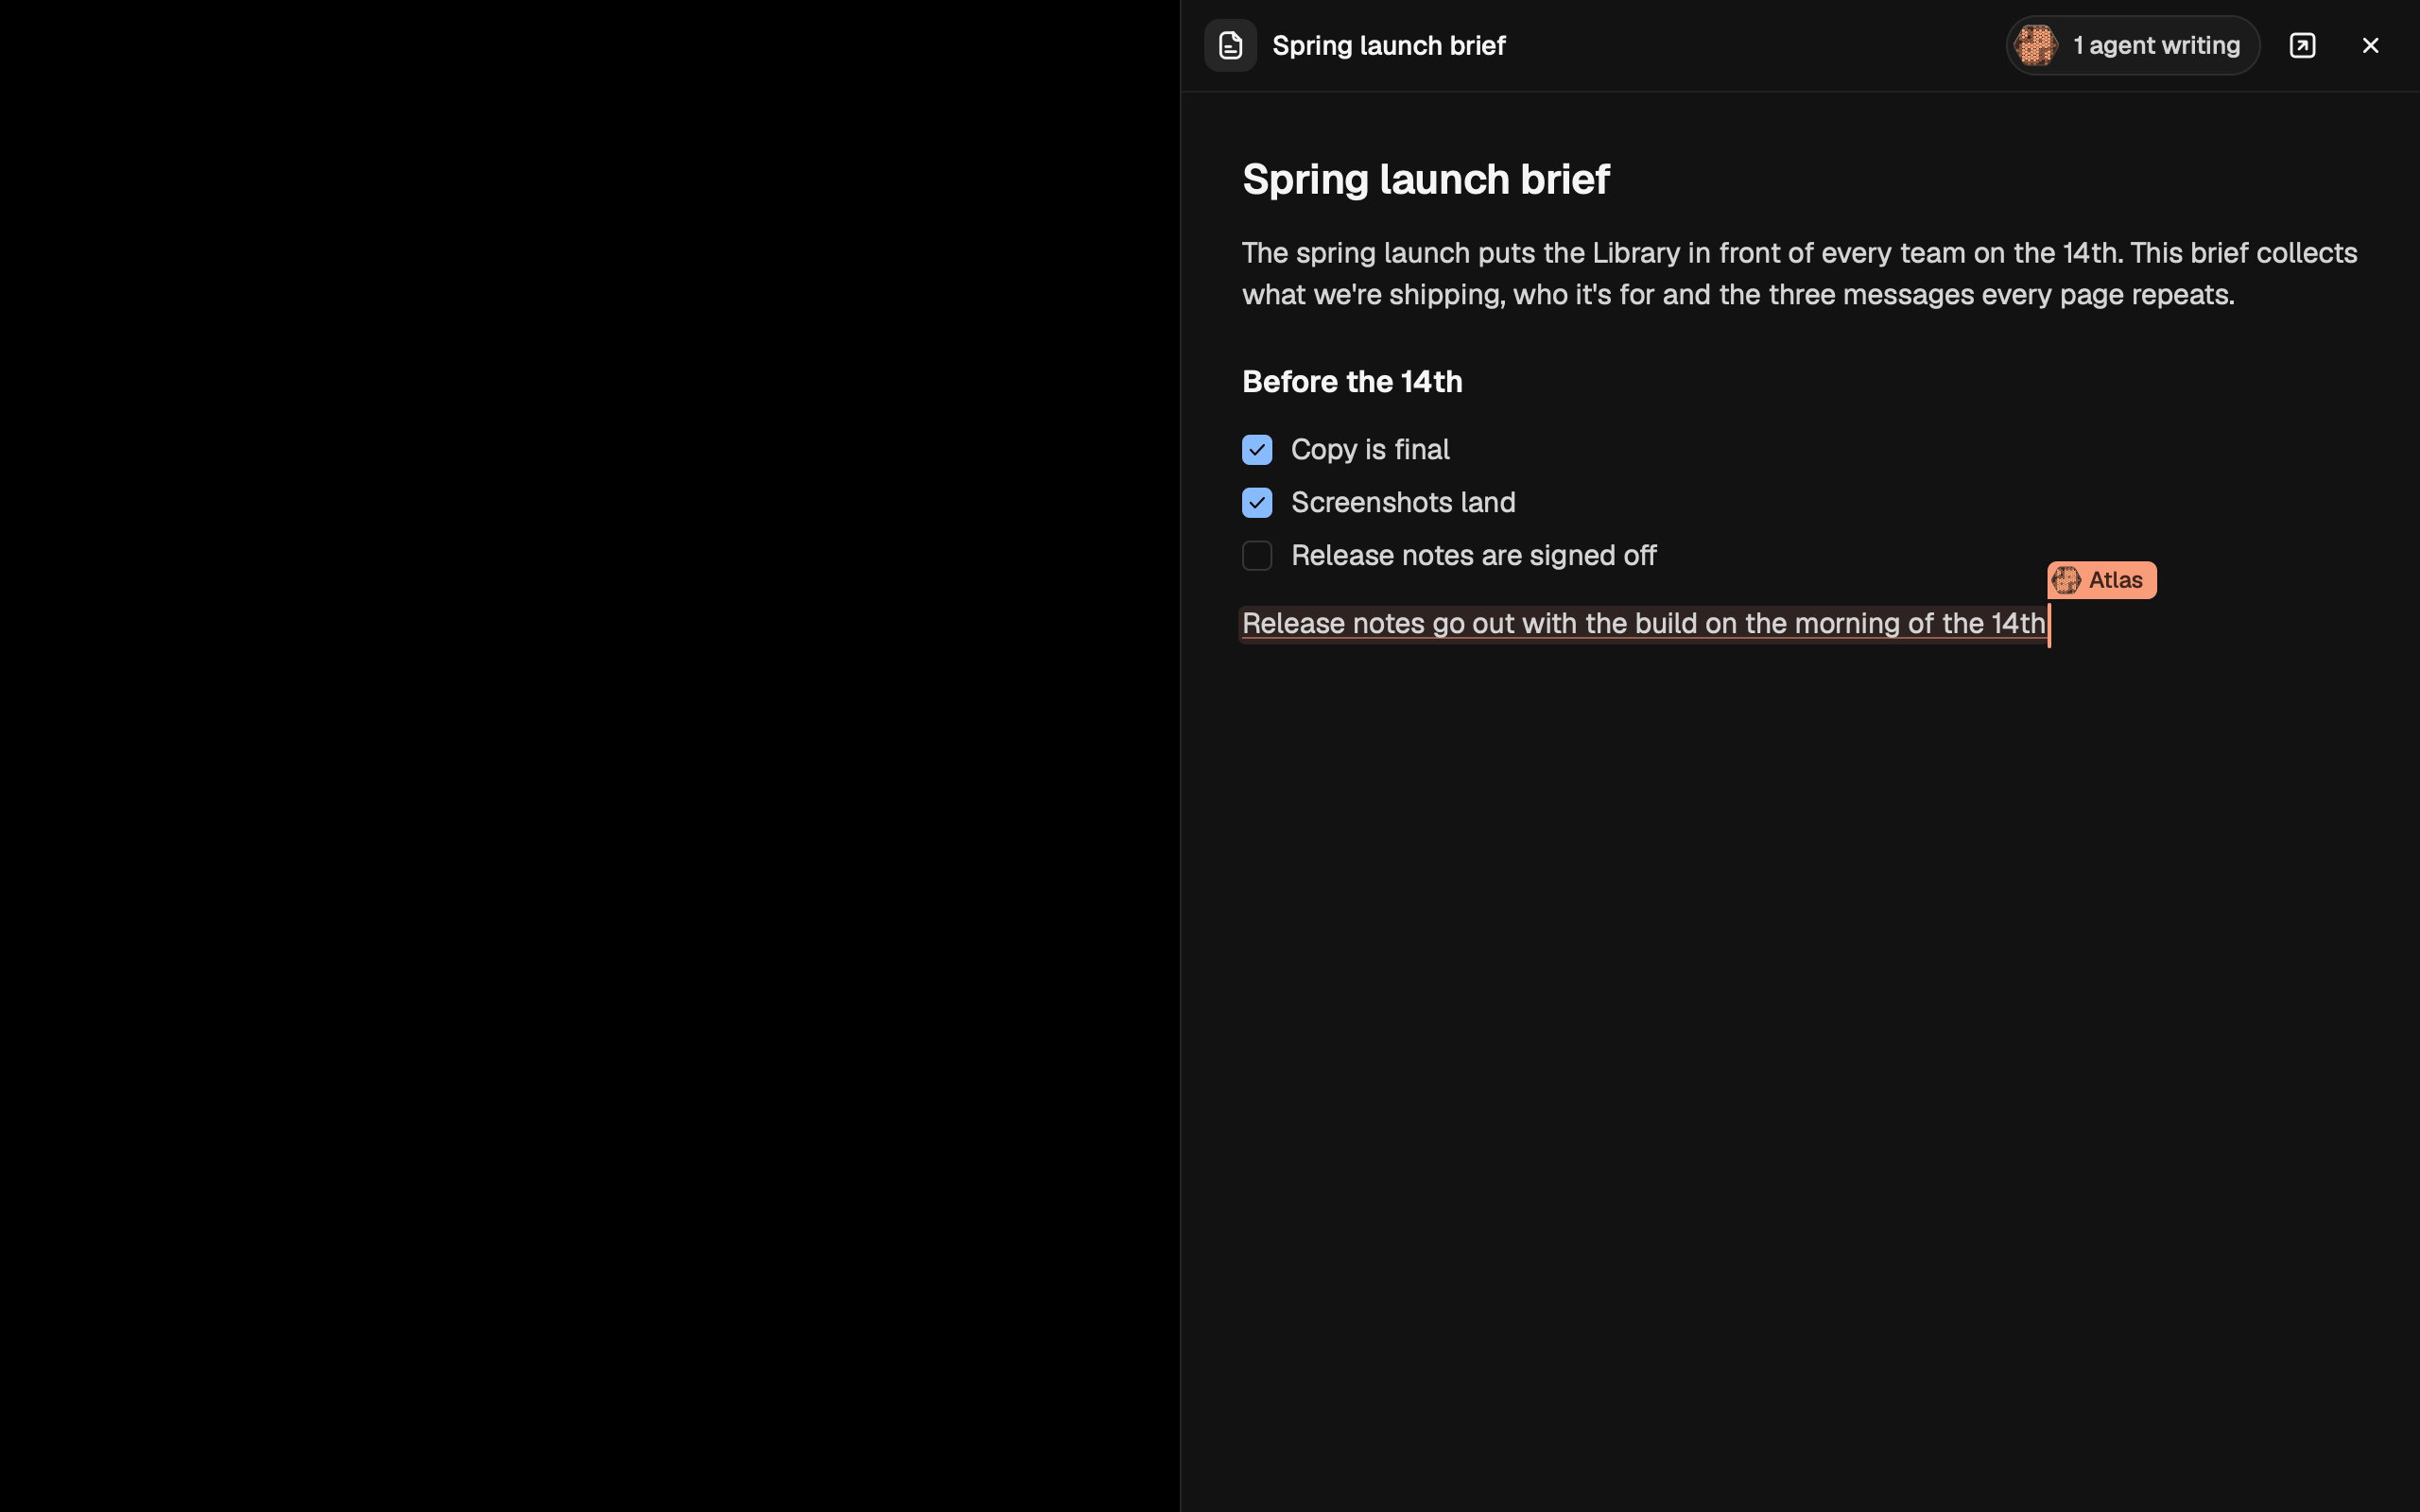 Spring launch brief
1 agent writing
Spring launch brief
The spring launch puts the Library in front of every team on the 14th. This brief collects
what we're shipping, who it's for and the three messages every page repeats.
Before the 14th
Copy is final
Screenshots land
Release notes are signed off
Atlas
Release notes go out with the build on the morning of the 14th